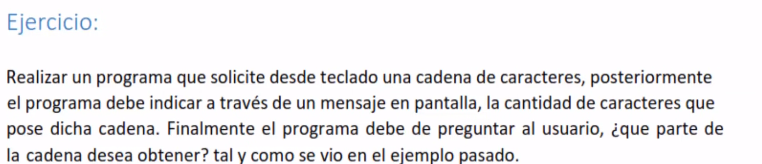 Ejercicio:
Realizar un programa que solicite desde teclado una cadena de caracteres, posteriormente
el programa debe indicar a través de un mensaje en pantalla, la cantidad de caracteres que
pose dicha cadena. Finalmente el programa debe de preguntar al usuario, ¿que parte de
la cadena desea obtener? tal y como se vio en el ejemplo pasado.